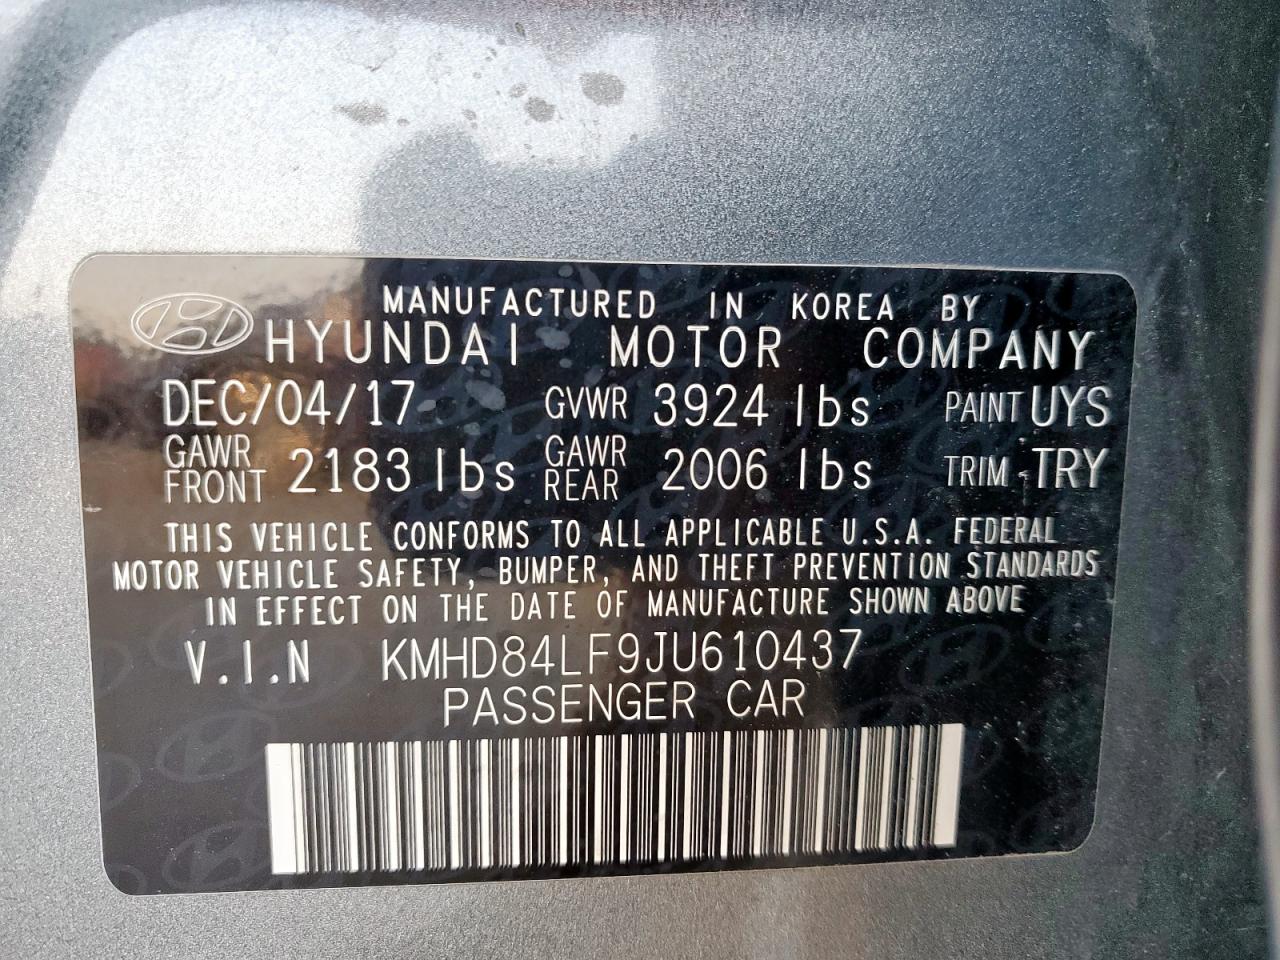 MANUFACTURED IN KOREA BY
HYUNDAI MOTOR COMPANY
DEC/04/17 GVWR 3924 lbs PAINT UYS
GAWR FRONT 2183 lbs GAWR REAR 2006 lbs TRIM TRY
THIS VEHICLE CONFORMS TO ALL APPLICABLE U.S.A. FEDERAL
MOTOR VEHICLE SAFETY, BUMPER, AND THEFT PREVENTION STANDARDS
IN EFFECT ON THE DATE OF MANUFACTURE SHOWN ABOVE
V.I.N KMHD84LF9JU610437
PASSENGER CAR